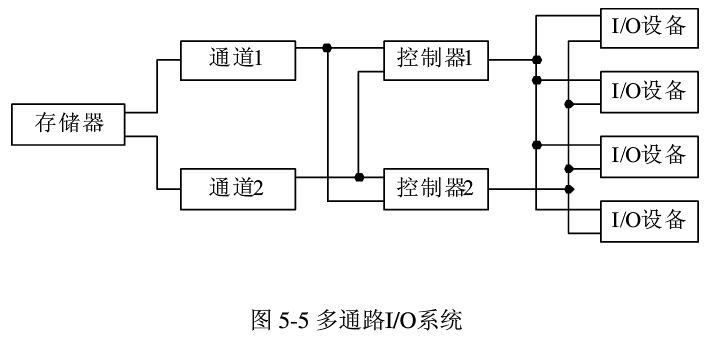 通道1
控制器1
I/O设备
I/O设备
存储器
I/O设备
通道2
控制器2
I/O设备
图 5-5 多通路I/O系统